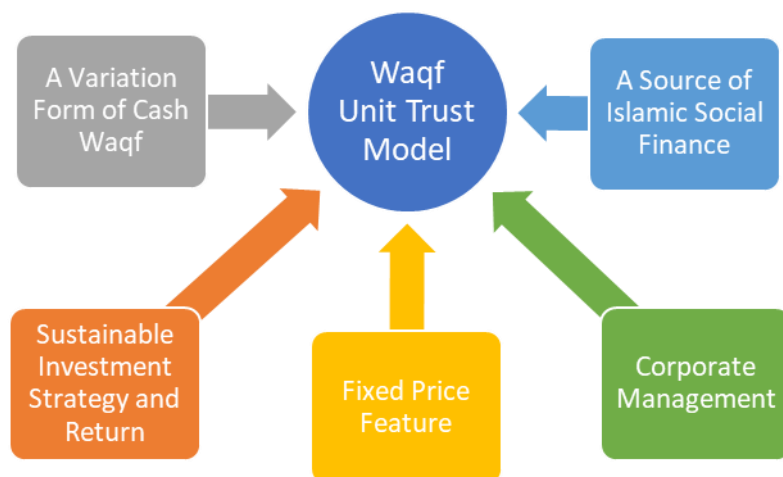 A Variation
Form of Cash
Waqf
Waqf
Unit Trust
Model
A Source of
Islamic Social
Finance
Sustainable
Investment
Strategy and
Return
Fixed Price
Feature
Corporate
Management